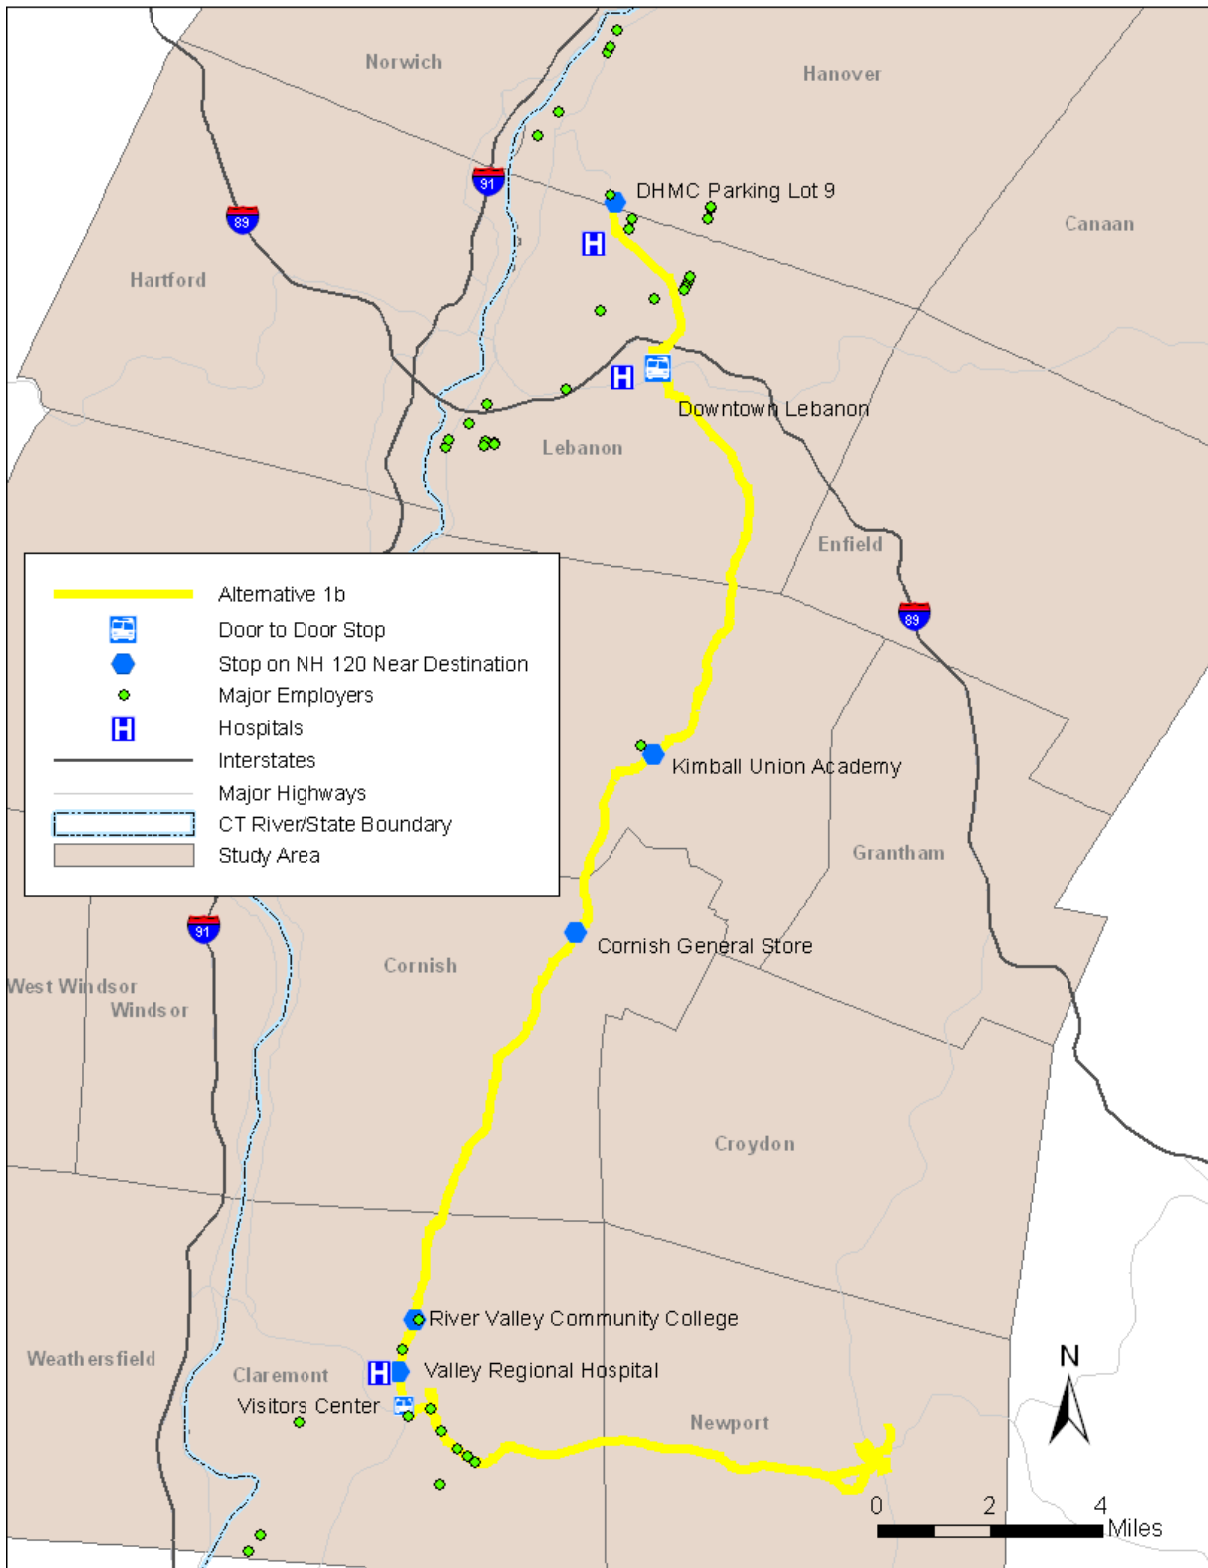 Norwich
Hanover
91
DHMC Parking Lot 9
89
Canaan
H
Hartford
H
Downtown Lebanon
Lebanon
Enfield
Alternative 1b
Door to Door Stop
89
Stop on NH 120 Near Destination
Major Employers
H Hospitals
Interstates
Kimball Union Academy
Major Highways
CT River/State Boundary
Study Area
Grantham
91
Cornish General Store
Cornish
West Windsor
Windsor
Croydon
River Valley Community College
Weathersfield
N
H Valley Regional Hospital
Claremont
Visitors Center
Newport
0 2 4
Miles